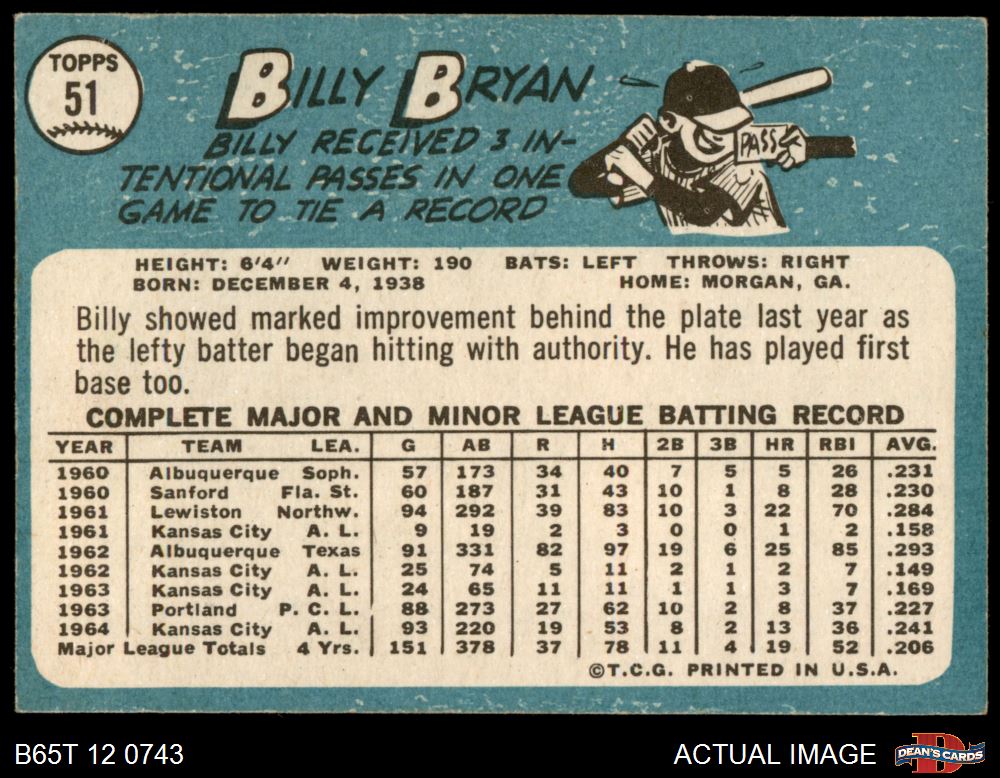 TOPPS
51
BILLY BRYAN
BILLY RECEIVED 3 IN-
TENTIONAL PASSES IN ONE
GAME TO TIE A RECORD
PASS
HEIGHT: 6'4" WEIGHT: 190 BATS: LEFT THROWS: RIGHT
BORN: DECEMBER 4, 1938 HOME: MORGAN, GA.
Billy showed marked improvement behind the plate last year as
the lefty batter began hitting with authority. He has played first
base too.
COMPLETE MAJOR AND MINOR LEAGUE BATTING RECORD
YEAR TEAM LEA. G AB R H 2B 3B HR RBI AVG.
1960 Albuquerque Soph. 57 173 34 40 7 5 5 26 .231
1960 Sanford Fla. St. 60 187 31 43 10 1 8 28 .230
1961 Lewiston Northw. 94 292 39 83 10 3 22 70 .284
1961 Kansas City A. L. 9 19 2 3 0 0 1 2 .158
1962 Albuquerque Texas 91 331 82 97 19 6 25 85 .293
1962 Kansas City A. L. 25 74 5 11 2 1 2 7 .149
1963 Kansas City A. L. 24 65 11 11 1 1 3 7 .169
1963 Portland P. C. L. 88 273 27 62 10 2 8 37 .227
1964 Kansas City A. L. 93 220 19 53 8 2 13 36 .241
Major League Totals 4 Yrs. 151 378 37 78 11 4 19 52 .206
©T.C.G. PRINTED IN U.S.A.
B65T 12 0743 ACTUAL IMAGE
D
DEAN'S CARDS